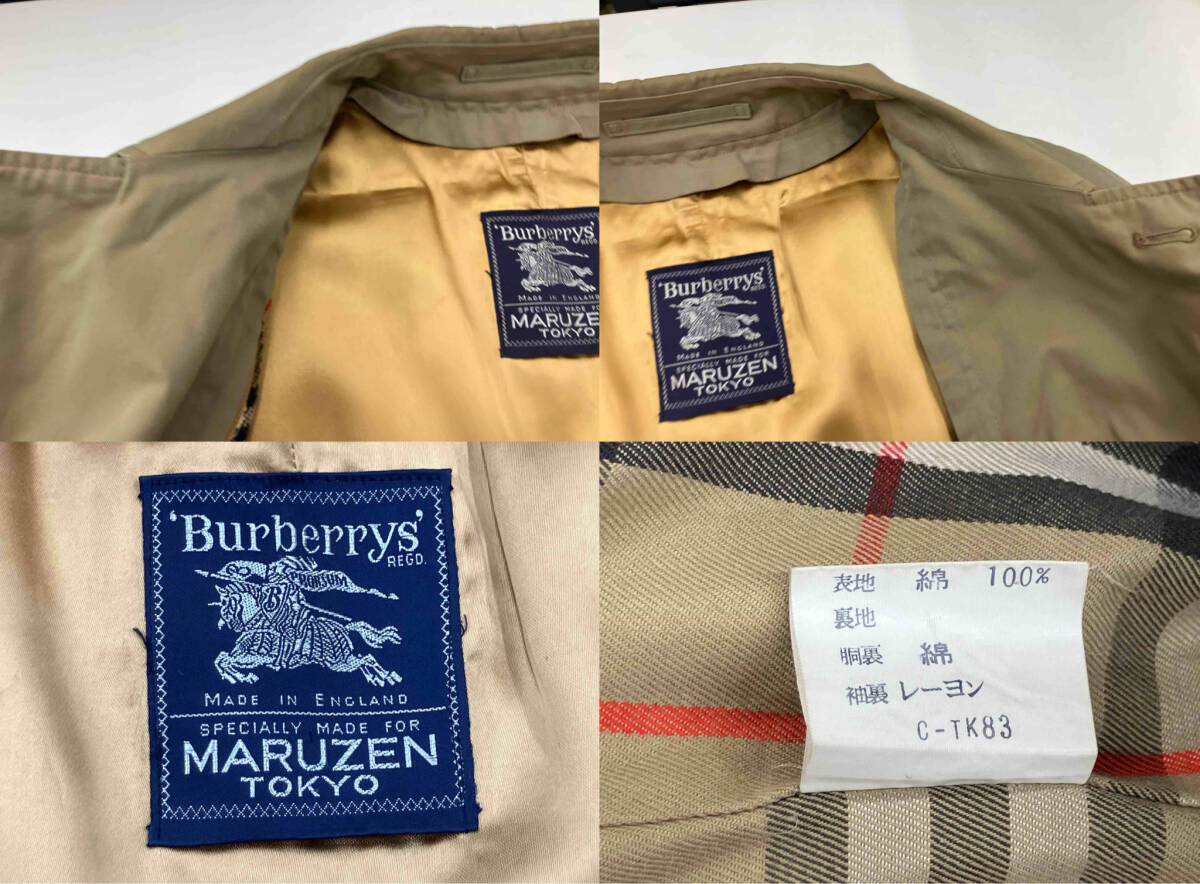 'Burberrys'
REGD.
MADE IN ENGLAND
SPECIALLY MADE FO
MARUZE
TOKYO
'Burberrys'
REGD.
MADE IN ENGLAND
SPECIALLY MADE FOR
MARUZEN
TOKYO
'Burberrys'
REGD.
PRORSUM
B
MADE IN ENGLAND
SPECIALLY MADE FOR
MARUZEN
TOKYO
表地 綿 100%
裏地
胴裏 綿
袖裏 レーヨン
C-TK83